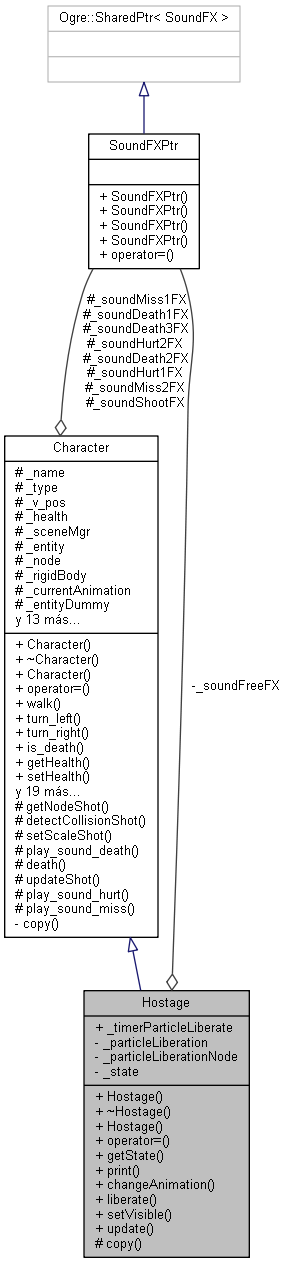 Ogre::SharedPtr< SoundFX >
SoundFXPtr
+ SoundFXPtr()
+ SoundFXPtr()
+ SoundFXPtr()
+ SoundFXPtr()
+ operator=()
#_soundMiss1FX
#_soundDeath1FX
#_soundDeath3FX
#_soundHurt2FX
#_soundDeath2FX
#_soundHurt1FX
#_soundMiss2FX
#_soundShootFX
Character
# _name
# _type
# _v_pos
# _health
# _sceneMgr
# _entity
# _node
# _rigidBody
# _currentAnimation
# _entityDummy
y 13 más...
+ Character()
+ ~Character()
+ Character()
+ operator=()
+ walk()
+ turn_left()
+ turn_right()
+ is_death()
+ getHealth()
+ setHealth()
y 19 más...
# getNodeShot()
# detectCollisionShot()
# setScaleShot()
# play_sound_death()
# death()
# updateShot()
# play_sound_hurt()
# play_sound_miss()
- copy()
-_soundFreeFX
Hostage
+ _timerParticleLiberate
- _particleLiberation
- _particleLiberationNode
- _state
+ Hostage()
+ ~Hostage()
+ Hostage()
+ operator=()
+ getState()
+ print()
+ changeAnimation()
+ liberate()
+ setVisible()
+ update()
# copy()